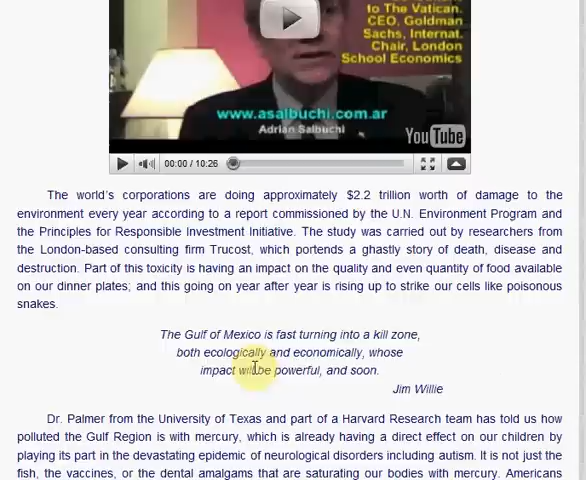 to The Vatican.
CEO, Goldman
Sachs, Internat.
Chair, London
School Economics
www.asalbuchi.com.ar
Adrian Salbuchi
YouTube
00:00 / 10:26
The world's corporations are doing approximately $2.2 trillion worth of damage to the
environment every year according to a report commissioned by the U.N. Environment Program and
the Principles for Responsible Investment Initiative. The study was carried out by researchers from
the London-based consulting firm Trucost, which portends a ghastly story of death, disease and
destruction. Part of this toxicity is having an impact on the quality and even quantity of food available
on our dinner plates; and this going on year after year is rising up to strike our cells like poisonous
snakes.
The Gulf of Mexico is fast turning into a kill zone,
both ecologically and economically, whose
impact will be powerful, and soon.
Jim Willie
Dr. Palmer from the University of Texas and part of a Harvard Research team has told us how
polluted the Gulf Region is with mercury, which is already having a direct effect on our children by
playing its part in the devastating epidemic of neurological disorders including autism. It is not just the
fish, the vaccines, or the dental amalgams that are saturating our bodies with mercury. Americans